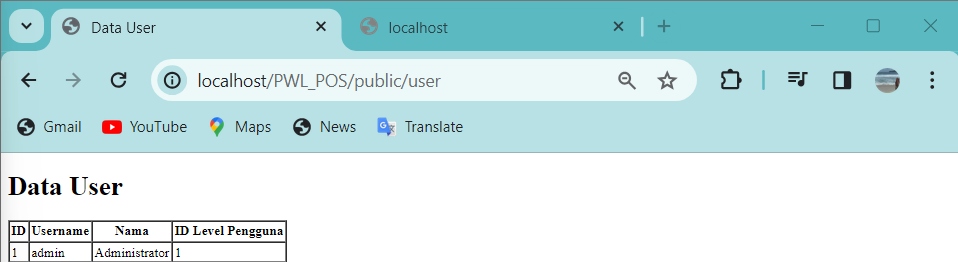 Data User
localhost
localhost/PWL_POS/public/user
Gmail YouTube Maps News Translate
Data User
ID Username Nama ID Level Pengguna
1 admin Administrator 1